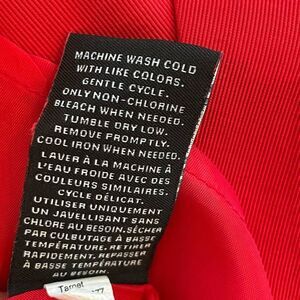 MACHINE WASH COLD
WITH LIKE COLORS.
GENTLE CYCLE.
ONLY NON-CHLORINE
BLEACH WHEN NEEDED.
TUMBLE DRY LOW.
REMOVE PROMPTLY.
COOL IRON WHEN NEEDED.
LAVER À LA MACHINE À
L'EAU FROIDE AVEC DES
COULEURS SIMILAIRES.
CYCLE DÉLICAT.
UTILISER UNIQUEMENT
UN JAVELLISANT SANS
CHLORE AU BESOIN.SÉCHER
PAR CULBUTAGE À BASSE
TEMPÉRATURE. RETIRER
RAPIDEMENT. REPASSER
À BASSE TEMPÉRATURE
AU BESOIN.